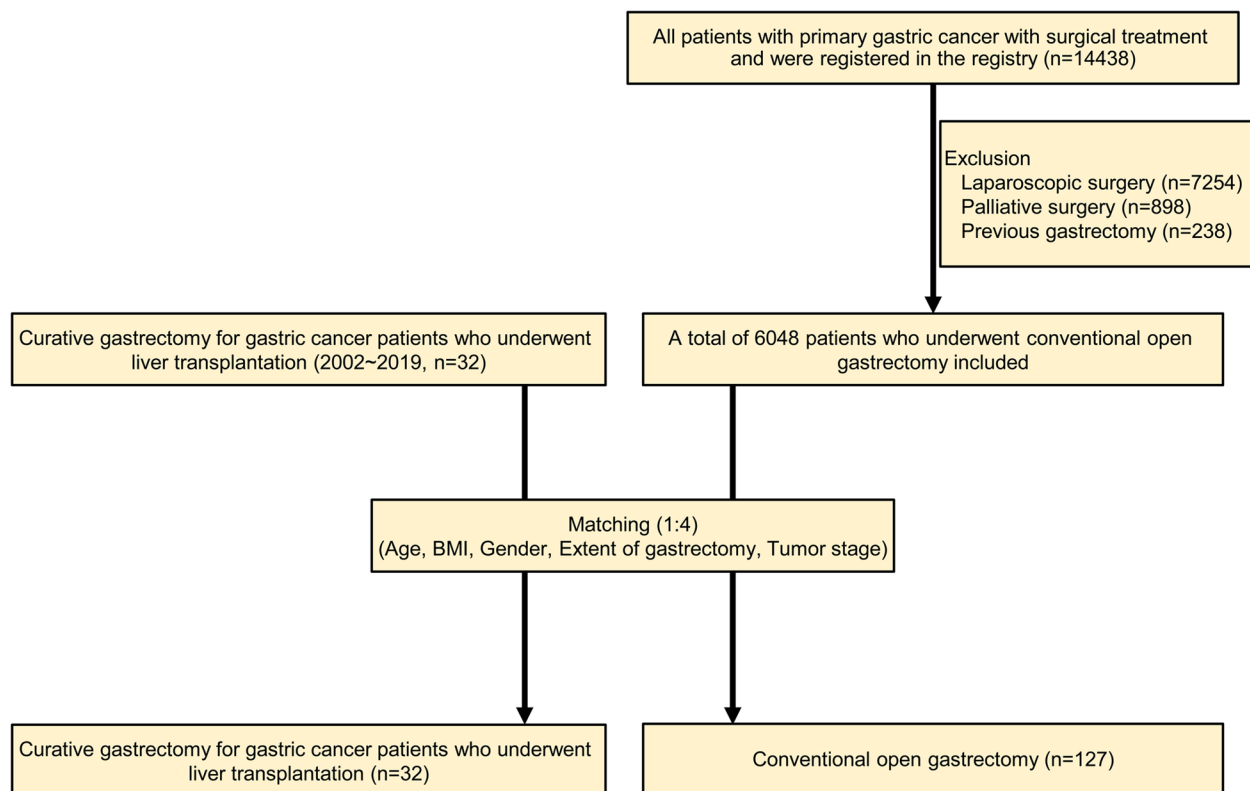 All patients with primary gastric cancer with surgical treatment
and were registered in the registry (n=14438)
Exclusion
Laparoscopic surgery (n=7254)
Palliative surgery (n=898)
Previous gastrectomy (n=238)
Curative gastrectomy for gastric cancer patients who underwent
liver transplantation (2002~2019, n=32)
A total of 6048 patients who underwent conventional open
gastrectomy included
Matching (1:4)
(Age, BMI, Gender, Extent of gastrectomy, Tumor stage)
Curative gastrectomy for gastric cancer patients who underwent
liver transplantation (n=32)
Conventional open gastrectomy (n=127)